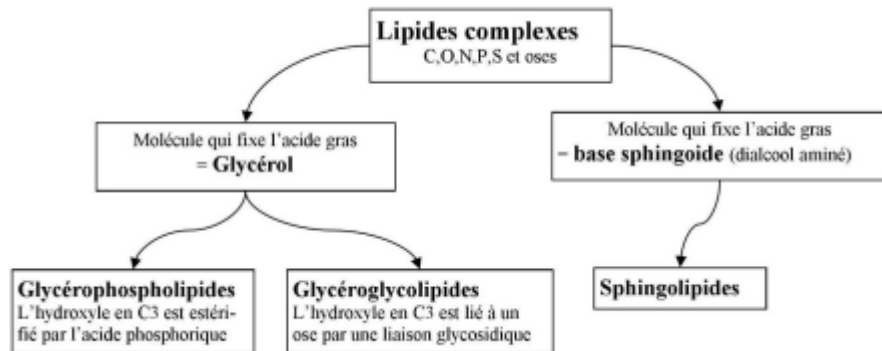 Lipides complexes
C,O,N,P,S et oses
Molécule qui fixe l'acide gras
= Glycérol
Molécule qui fixe l'acide gras
= base sphingoide (dialcool aminé)
Glycérophospholipides
L'hydroxyle en C3 est estéri-
fié par l'acide phosphorique
Glycéroglycolipides
L'hydroxyle en C3 est lié à un
ose par une liaison glycosidique
Sphingolipides